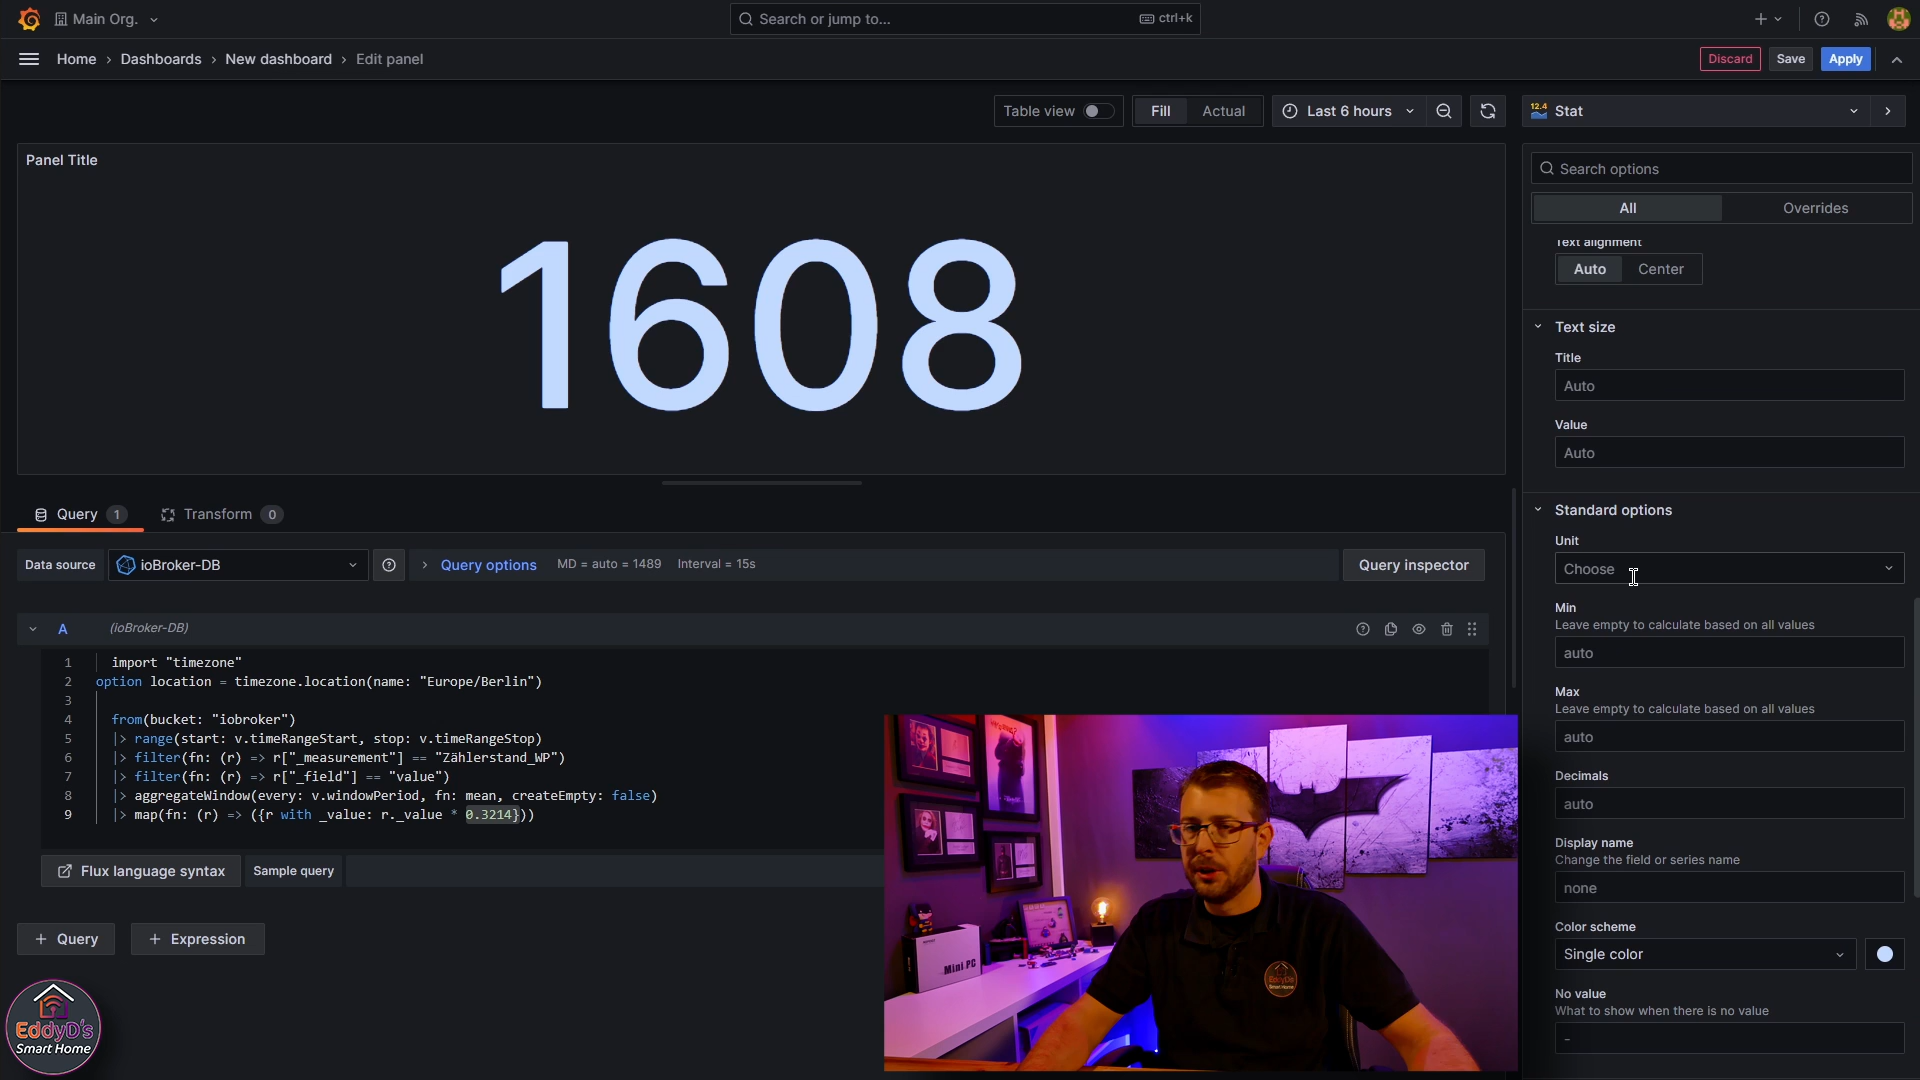 Main Org.
Search or jump to...
ctrl+k
Home › Dashboards › New dashboard › Edit panel
Discard
Save
Apply
Table view
Fill
Actual
Last 6 hours
12.4
Stat
Panel Title
1608
Search options
All
Overrides
Text alignment
Auto
Center
Text size
Title
Auto
Value
Auto
Standard options
Unit
Choose
Min
Leave empty to calculate based on all values
auto
Max
Leave empty to calculate based on all values
auto
Decimals
auto
Display name
Change the field or series name
none
Color scheme
Single color
No value
What to show when there is no value
-
Query 1
Transform 0
Data source
ioBroker-DB
Query options
MD = auto = 1489
Interval = 15s
Query inspector
A
(ioBroker-DB)
1 import "timezone"
2 option location = timezone.location(name: "Europe/Berlin")
3
4 from(bucket: "iobroker")
5 |> range(start: v.timeRangeStart, stop: v.timeRangeStop)
6 |> filter(fn: (r) => r["_measurement"] == "Zählerstand_WP")
7 |> filter(fn: (r) => r["_field"] == "value")
8 |> aggregateWindow(every: v.windowPeriod, fn: mean, createEmpty: false)
9 |> map(fn: (r) => ({r with _value: r._value * 0.3214}))
Flux language syntax
Sample query
+ Query
+ Expression
Mini PC
EddyD's
Smart Home
EddyD's
Smart Home